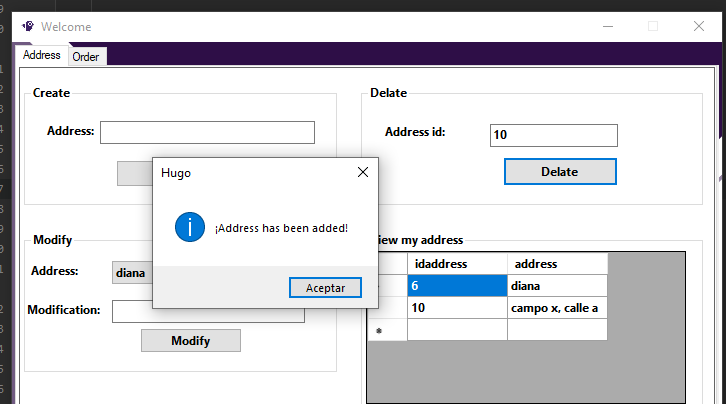 Welcome
Address
Order
Create
Address:
Delate
Address id:
10
Delate
Hugo
¡Address has been added!
Aceptar
Modify
Address:
diana
Modification:
Modify
iew my address
idaddress address
6 diana
10 campo x, calle a
*